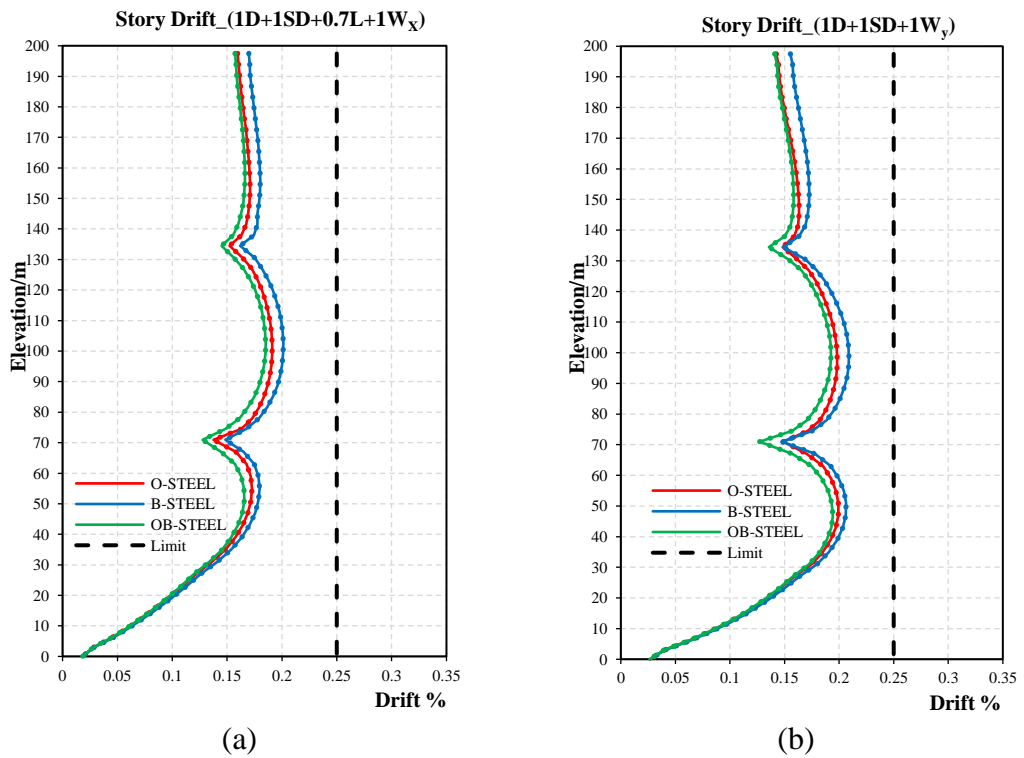 Story Drift_(1D+1SD+0.7L+1W_X)
200
190
180
170
160
150
140
130
120
110
100
90
80
70
60
50
40
30
20
10
0
Elevation/m
O-STEEL
B-STEEL
OB-STEEL
Limit
0 0.05 0.1 0.15 0.2 0.25 0.3 0.35
Drift %
(a)
Story Drift_(1D+1SD+1W_y)
200
190
180
170
160
150
140
130
120
110
100
90
80
70
60
50
40
30
20
10
0
Elevation/m
O-STEEL
B-STEEL
OB-STEEL
Limit
0 0.05 0.1 0.15 0.2 0.25 0.3 0.35
Drift %
(b)